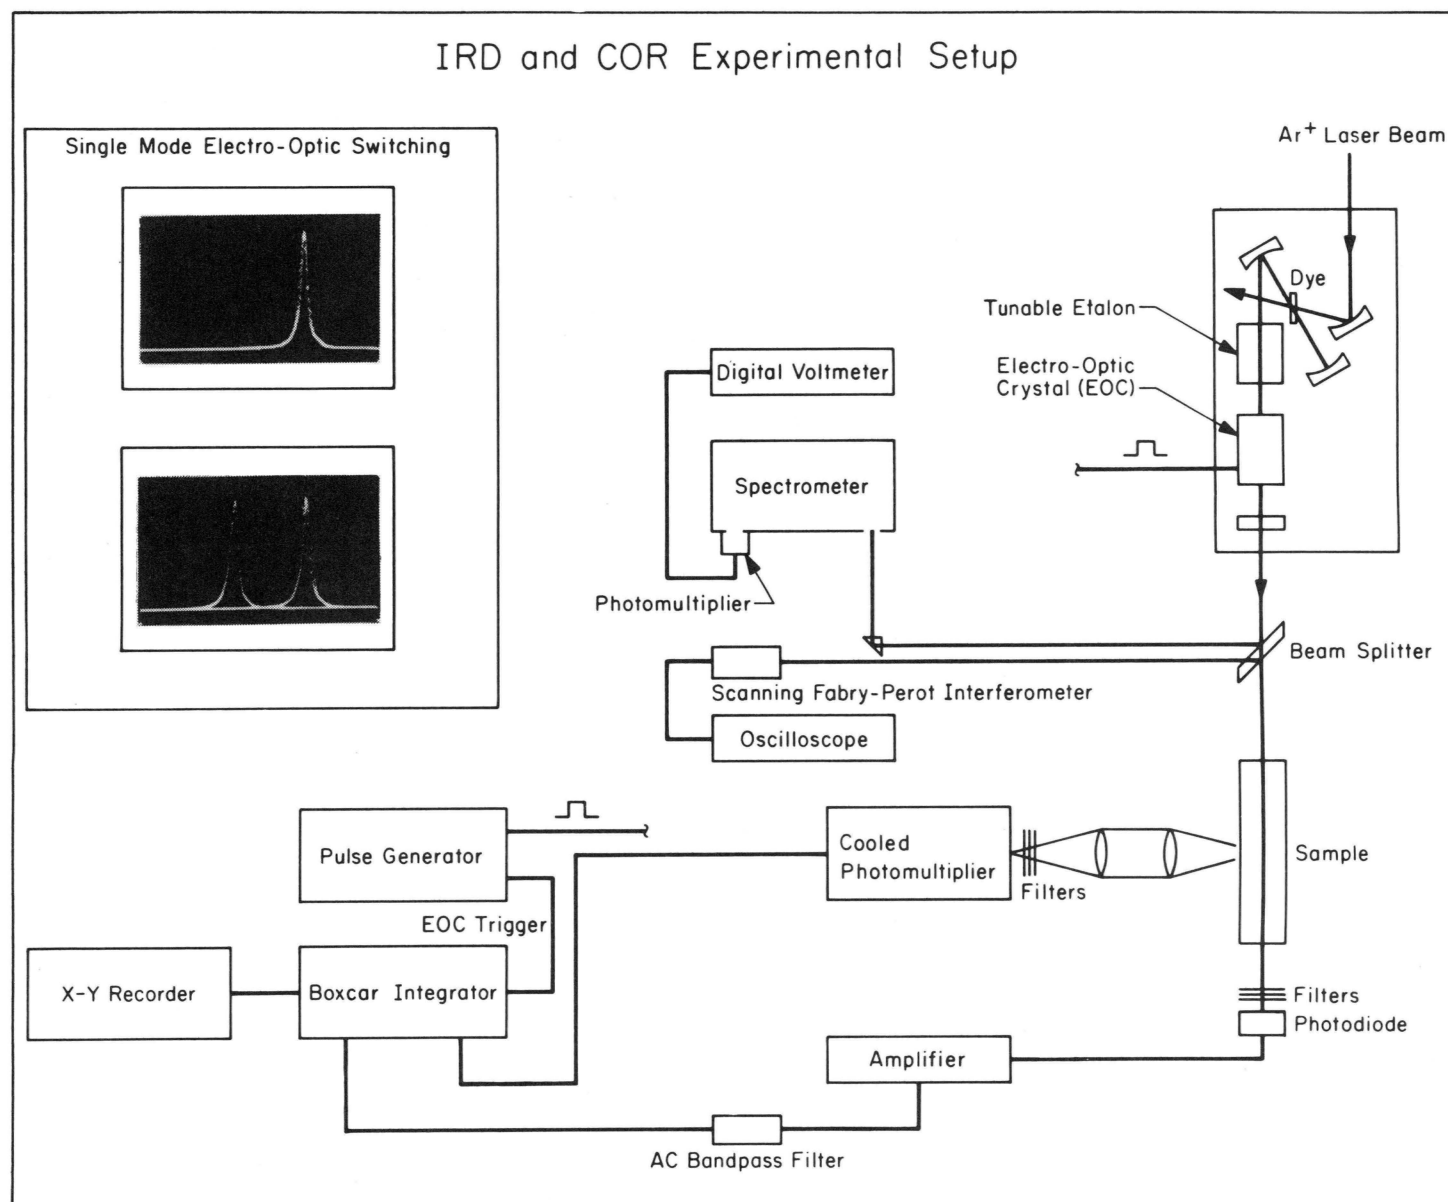 IRD and COR Experimental Setup
Single Mode Electro-Optic Switching
Ar+ Laser Beam
Dye
Tunable Etalon
Electro-Optic
Crystal (EOC)
Digital Voltmeter
Spectrometer
Photomultiplier
Beam Splitter
Scanning Fabry-Perot Interferometer
Oscilloscope
Pulse Generator
Cooled
Photomultiplier
Filters
Sample
EOC Trigger
X-Y Recorder
Boxcar Integrator
Filters
Photodiode
Amplifier
AC Bandpass Filter